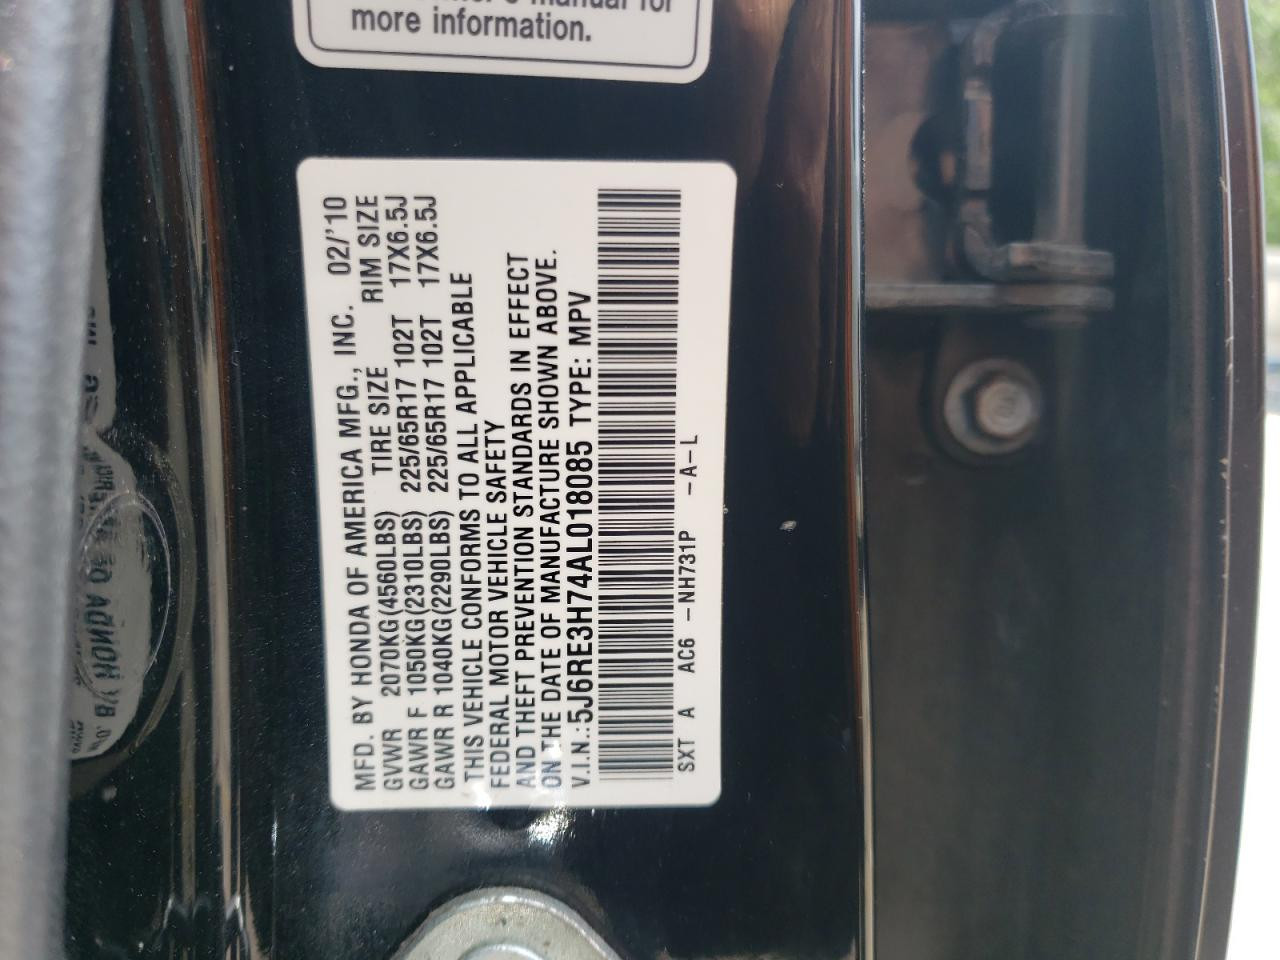 more information.
MFD. BY HONDA OF AMERICA MFG., INC. 02/'10
GVWR 2070KG(4560LBS) TIRE SIZE RIM SIZE
GAWR F 1050KG(2310LBS) 225/65R17 102T 17X6.5J
GAWR R 1040KG(2290LBS) 225/65R17 102T 17X6.5J
THIS VEHICLE CONFORMS TO ALL APPLICABLE
FEDERAL MOTOR VEHICLE SAFETY
AND THEFT PREVENTION STANDARDS IN EFFECT
ON THE DATE OF MANUFACTURE SHOWN ABOVE.
V.I.N.:5J6RE3H74AL018085 TYPE: MPV
SXT A AC6 -NH731P -A-L